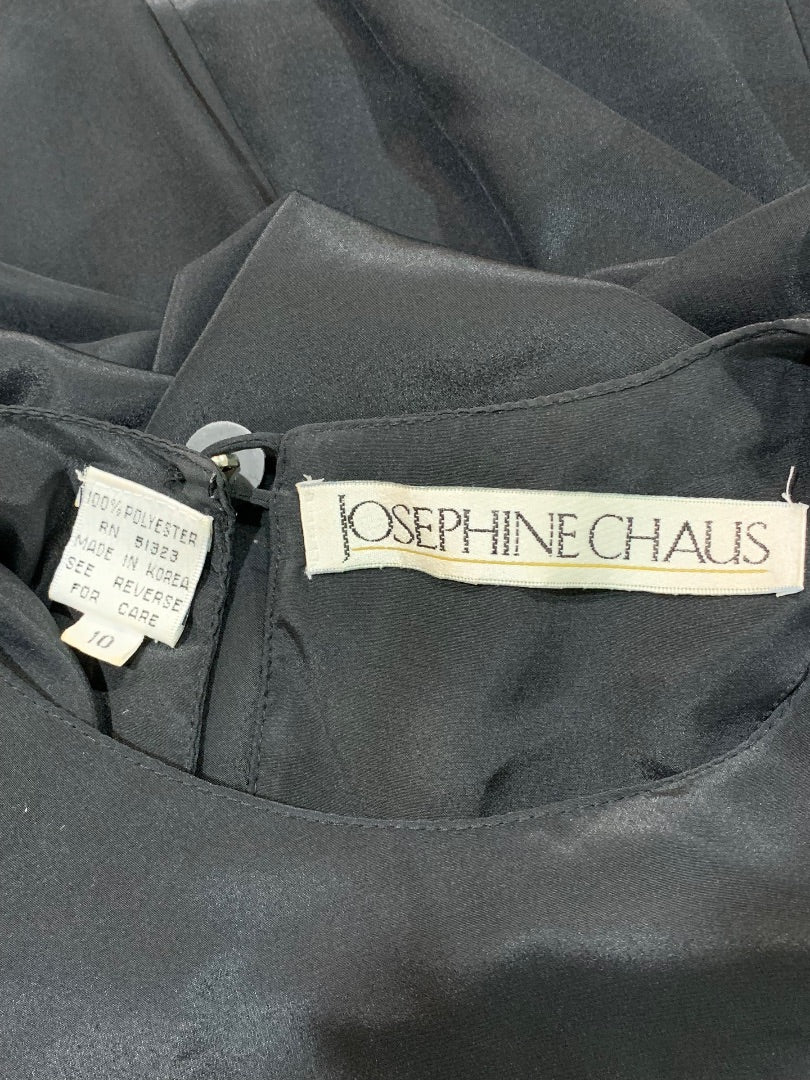 100% POLYESTER
RN 51323
MADE IN KOREA
SEE REVERSE
FOR CARE
10
JOSEPHINE CHAUS